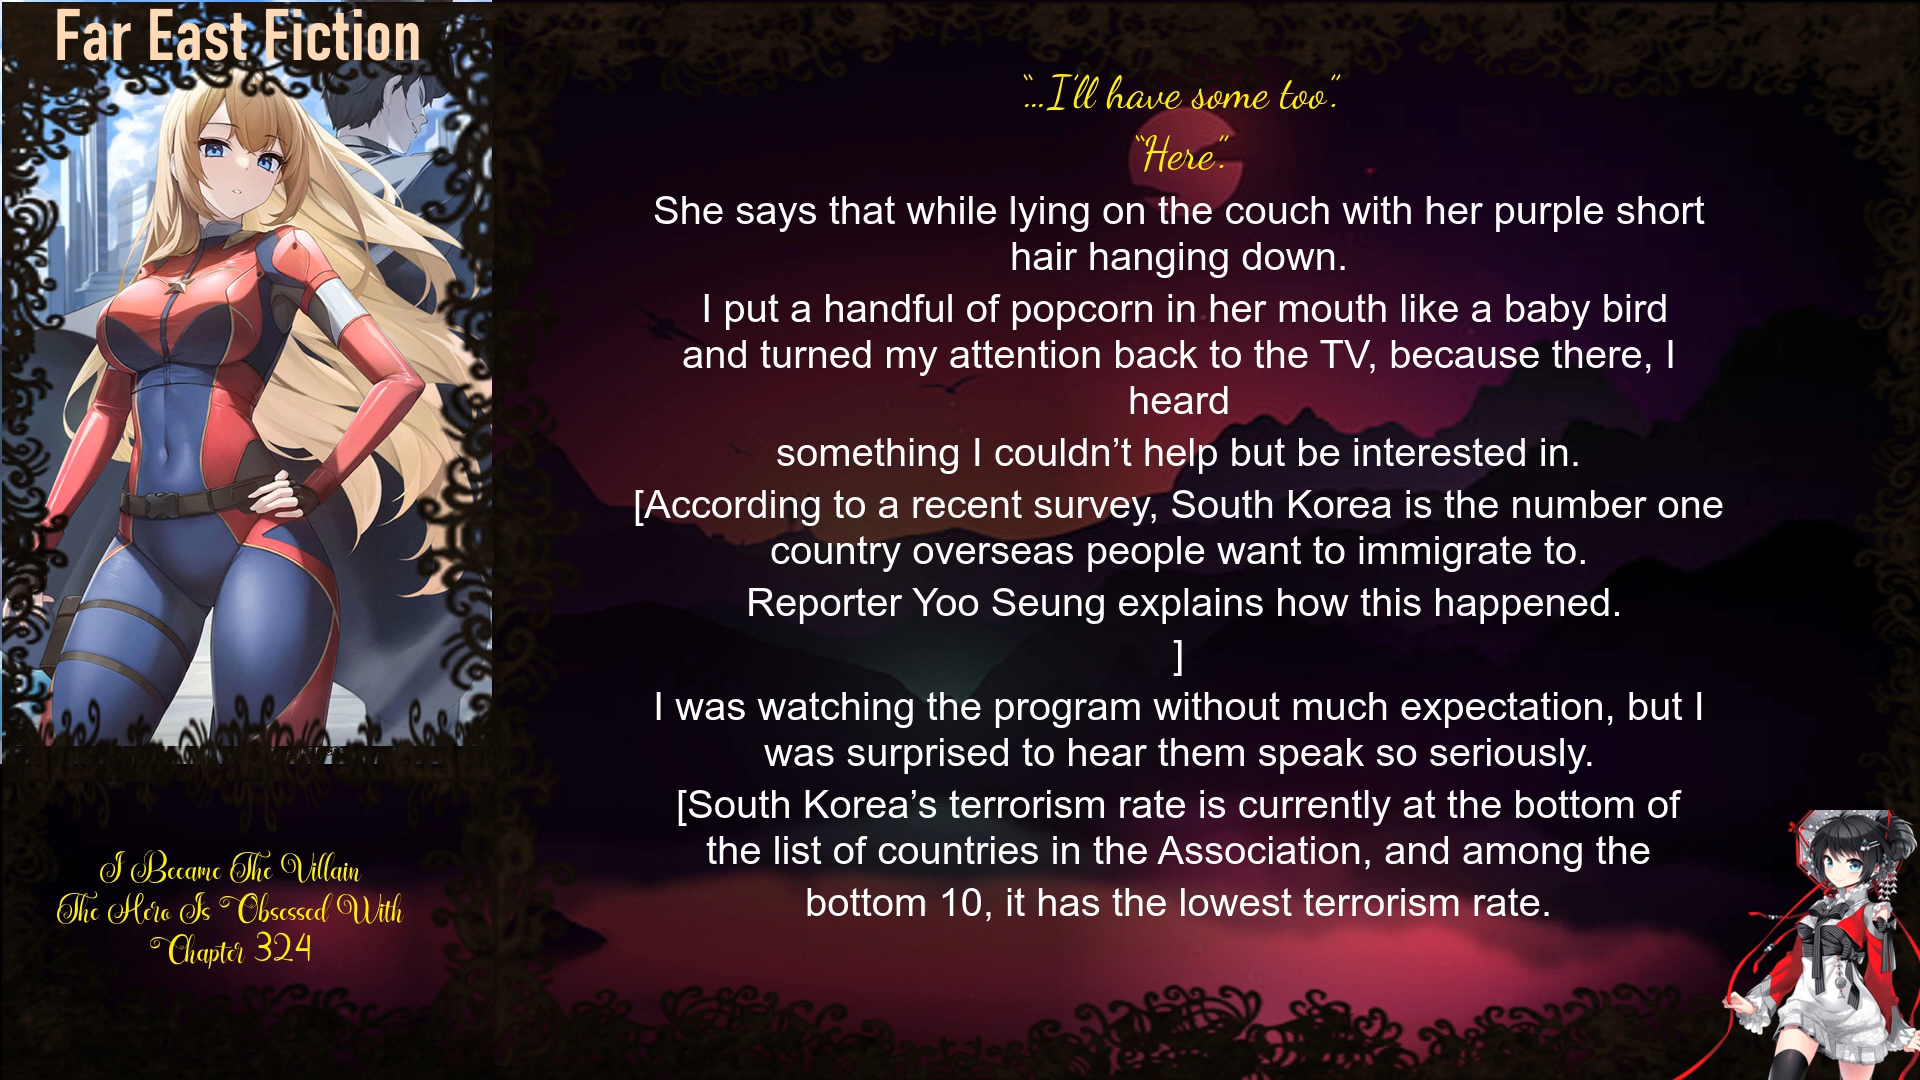 Far East Fiction
“...I’ll have some too”.
“Here”.
She says that while lying on the couch with her purple short
hair hanging down.
I put a handful of popcorn in her mouth like a baby bird
and turned my attention back to the TV, because there, I
heard
something I couldn’t help but be interested in.
[According to a recent survey, South Korea is the number one
country overseas people want to immigrate to.
Reporter Yoo Seung explains how this happened.
]
I was watching the program without much expectation, but I
was surprised to hear them speak so seriously.
[South Korea’s terrorism rate is currently at the bottom of
the list of countries in the Association, and among the
bottom 10, it has the lowest terrorism rate.
I Became The Villain
The Hero Is Obsessed With
Chapter 324